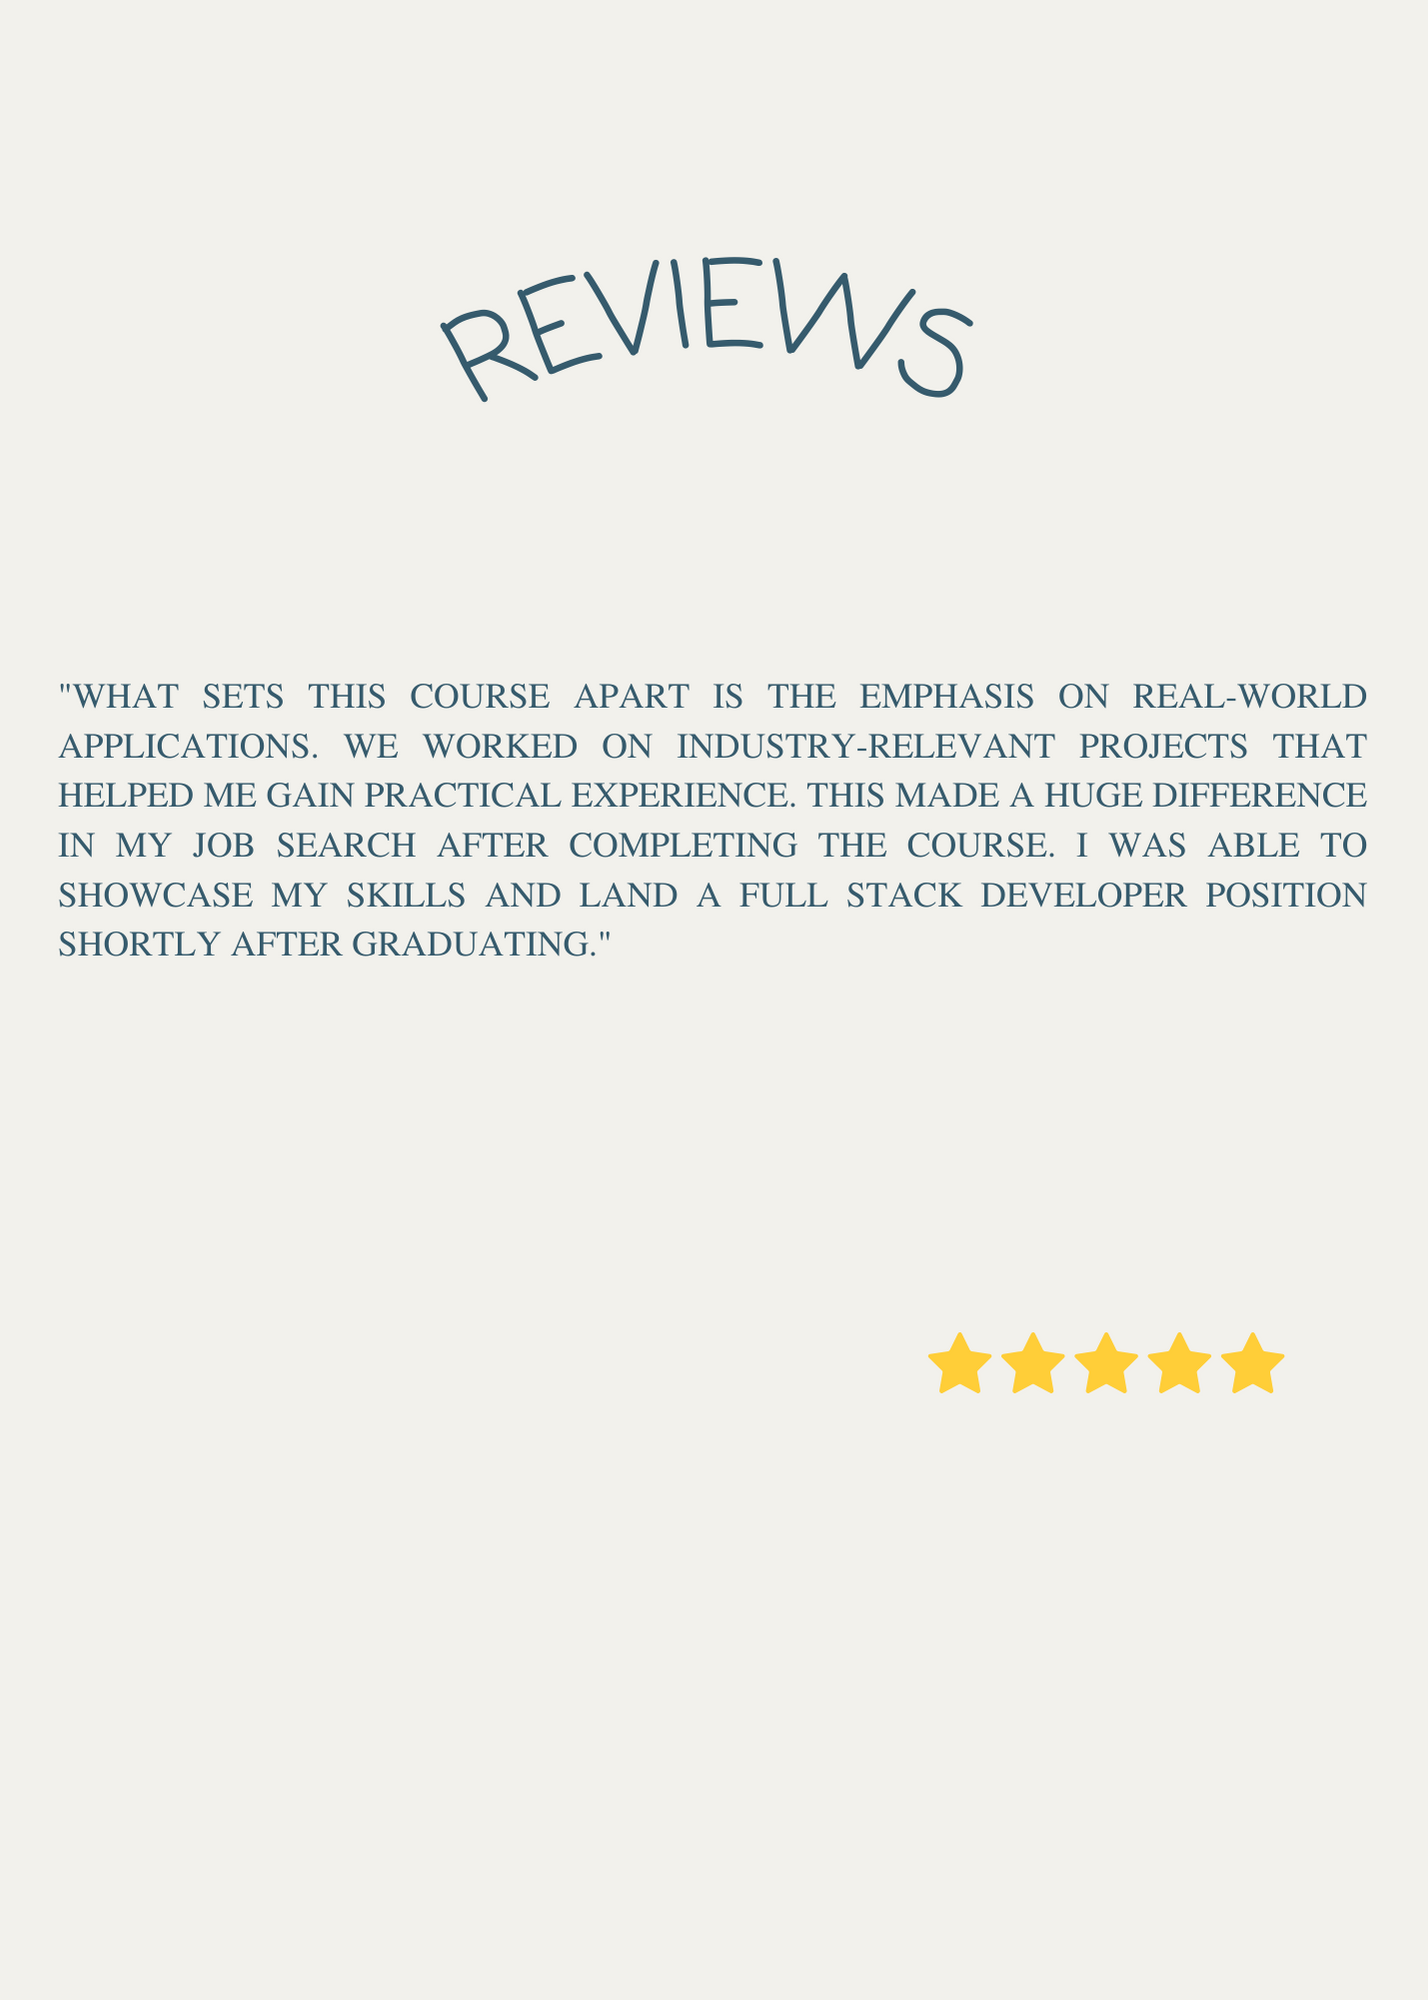 REVIEWS
"WHAT SETS THIS COURSE APART IS THE EMPHASIS ON REAL-WORLD
APPLICATIONS. WE WORKED ON INDUSTRY-RELEVANT PROJECTS THAT
HELPED ME GAIN PRACTICAL EXPERIENCE. THIS MADE A HUGE DIFFERENCE
IN MY JOB SEARCH AFTER COMPLETING THE COURSE. I WAS ABLE TO
SHOWCASE MY SKILLS AND LAND A FULL STACK DEVELOPER POSITION
SHORTLY AFTER GRADUATING."